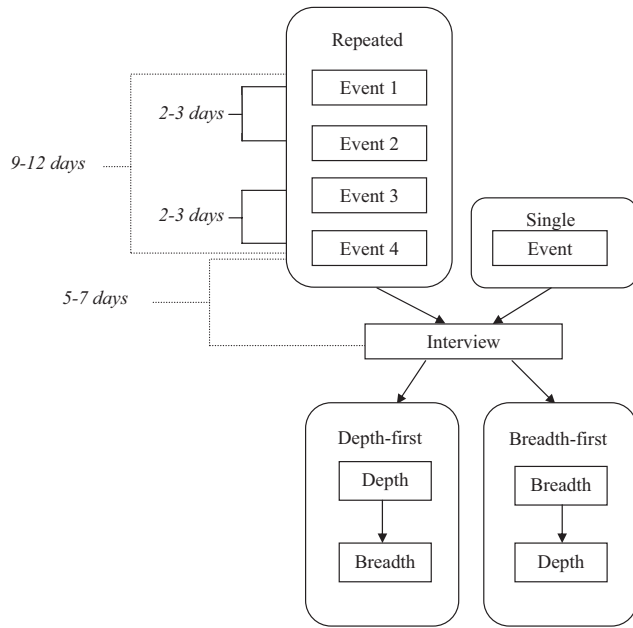 Repeated
Event 1
2-3 days
Event 2
9-12 days
Event 3
2-3 days
Event 4
Single
Event
5-7 days
Interview
Depth-first
Depth
Breadth
Breadth-first
Breadth
Depth